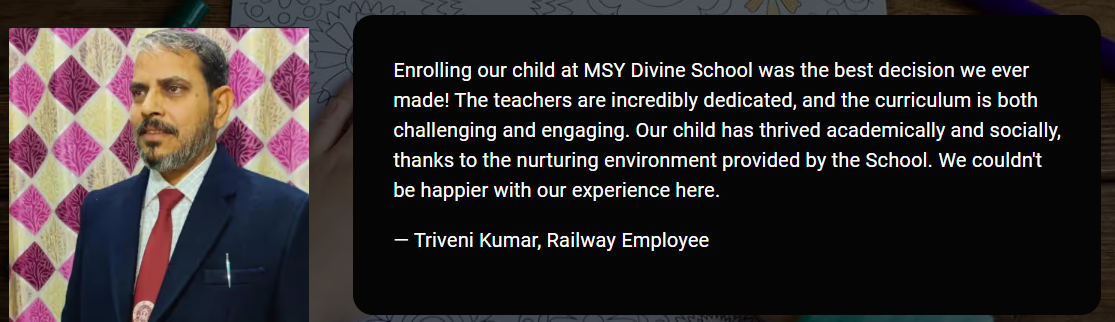 Enrolling our child at MSY Divine School was the best decision we ever
made! The teachers are incredibly dedicated, and the curriculum is both
challenging and engaging. Our child has thrived academically and socially,
thanks to the nurturing environment provided by the School. We couldn't
be happier with our experience here.
— Triveni Kumar, Railway Employee